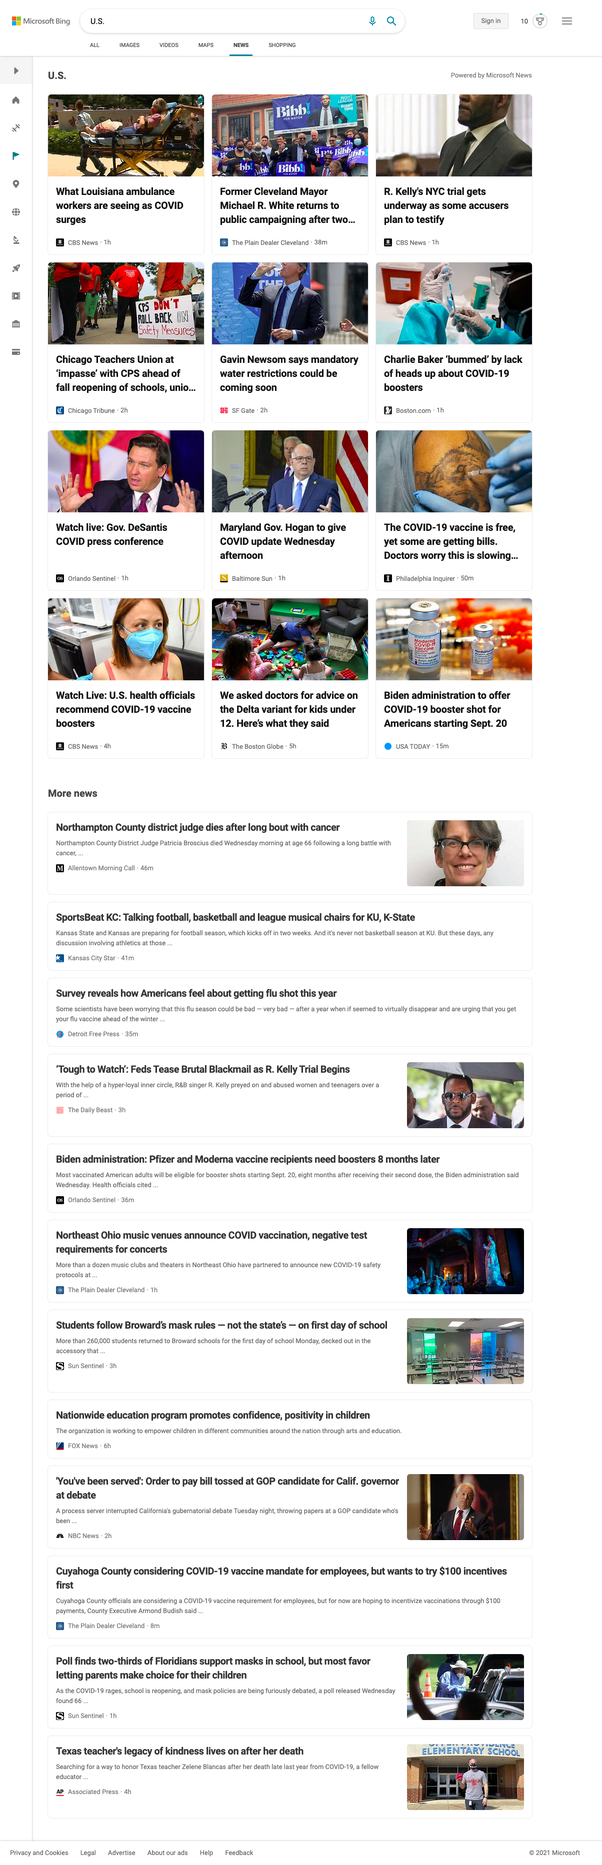 Microsoft Bing
U.S.
Sign in
10
ALL
IMAGES
VIDEOS
MAPS
NEWS
SHOPPING
U.S.
Powered by Microsoft News
What Louisiana ambulance
workers are seeing as COVID
surges
CBS News · 1h
Bibb!
Bibb!
Former Cleveland Mayor
Michael R. White returns to
public campaigning after two...
The Plain Dealer Cleveland · 38m
R. Kelly's NYC trial gets
underway as some accusers
plan to testify
CBS News · 1h
CPS DON'T
ROLL BACK
Safety Measures
Chicago Teachers Union at
'impasse' with CPS ahead of
fall reopening of schools, unio...
Chicago Tribune · 2h
Gavin Newsom says mandatory
water restrictions could be
coming soon
SF Gate · 2h
Charlie Baker 'bummed' by lack
of heads up about COVID-19
boosters
Boston.com · 1h
Watch live: Gov. DeSantis
COVID press conference
Orlando Sentinel · 1h
Maryland Gov. Hogan to give
COVID update Wednesday
afternoon
Baltimore Sun · 1h
The COVID-19 vaccine is free,
yet some are getting bills.
Doctors worry this is slowing...
Philadelphia Inquirer · 50m
Watch Live: U.S. health officials
recommend COVID-19 vaccine
boosters
CBS News · 4h
We asked doctors for advice on
the Delta variant for kids under
12. Here's what they said
The Boston Globe · 5h
Biden administration to offer
COVID-19 booster shot for
Americans starting Sept. 20
USA TODAY · 15m
More news
Northampton County district judge dies after long bout with cancer
Northampton County District Judge Patricia Broscius died Wednesday morning at age 66 following a long battle with
cancer, ...
Allentown Morning Call · 46m
SportsBeat KC: Talking football, basketball and league musical chairs for KU, K-State
Kansas State and Kansas are preparing for football season, which kicks off in two weeks. And it's never not basketball season at KU. But these days, any
discussion involving athletics at those ...
Kansas City Star · 41m
Survey reveals how Americans feel about getting flu shot this year
Some scientists have been worrying that this flu season could be bad — very bad — after a year when if seemed to virtually disappear and are urging that you get
your flu vaccine ahead of the winter ...
Detroit Free Press · 35m
'Tough to Watch': Feds Tease Brutal Blackmail as R. Kelly Trial Begins
With the help of a hyper-loyal inner circle, R&B singer R. Kelly preyed on and abused women and teenagers over a
period of ...
The Daily Beast · 3h
Biden administration: Pfizer and Moderna vaccine recipients need boosters 8 months later
Most vaccinated American adults will be eligible for booster shots starting Sept. 20, eight months after receiving their second dose, the Biden administration said
Wednesday. Health officials cited ...
Orlando Sentinel · 36m
Northeast Ohio music venues announce COVID vaccination, negative test
requirements for concerts
More than a dozen music clubs and theaters in Northeast Ohio have partnered to announce new COVID-19 safety
protocols at ...
The Plain Dealer Cleveland · 1h
Students follow Broward's mask rules — not the state's — on first day of school
More than 260,000 students returned to Broward schools for the first day of school Monday, decked out in the
accessory that ...
Sun Sentinel · 3h
Nationwide education program promotes confidence, positivity in children
The organization is working to empower children in different communities around the nation through arts and education.
FOX News · 6h
'You've been served': Order to pay bill tossed at GOP candidate for Calif. governor
at debate
A process server interrupted California's gubernatorial debate Tuesday night, throwing papers at a GOP candidate who's
been ...
NBC News · 2h
Cuyahoga County considering COVID-19 vaccine mandate for employees, but wants to try $100 incentives
first
Cuyahoga County officials are considering a COVID-19 vaccine requirement for employees, but for now are hoping to incentivize vaccinations through $100
payments, County Executive Armond Budish said ...
The Plain Dealer Cleveland · 8m
Poll finds two-thirds of Floridians support masks in school, but most favor
letting parents make choice for their children
As the COVID-19 rages, school is reopening, and mask policies are being furiously debated, a poll released Wednesday
found 66 ...
Sun Sentinel · 1h
Texas teacher's legacy of kindness lives on after her death
Searching for a way to honor Texas teacher Zelene Blancas after her death late last year from COVID-19, a fellow
educator ...
AP
Associated Press · 4h
ELEMENTARY SCHOOL
Privacy and Cookies
Legal
Advertise
About our ads
Help
Feedback
© 2021 Microsoft